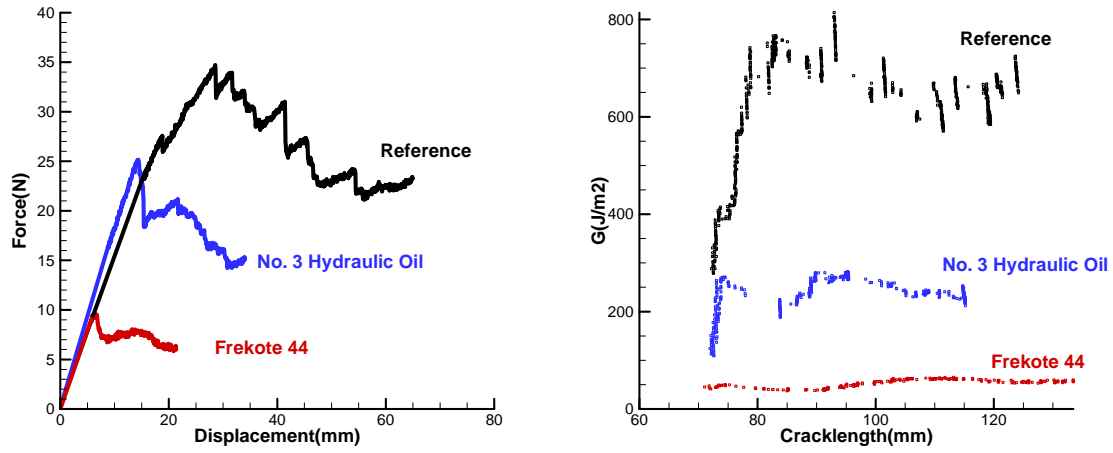 40
35
30
25
20
15
10
5
0
Force(N)
0 20 40 60 80
Displacement(mm)
Reference
No. 3 Hydraulic Oil
Frekote 44
800
600
400
200
0
G(J/m2)
60 80 100 120
Cracklength(mm)
Reference
No. 3 Hydraulic Oil
Frekote 44